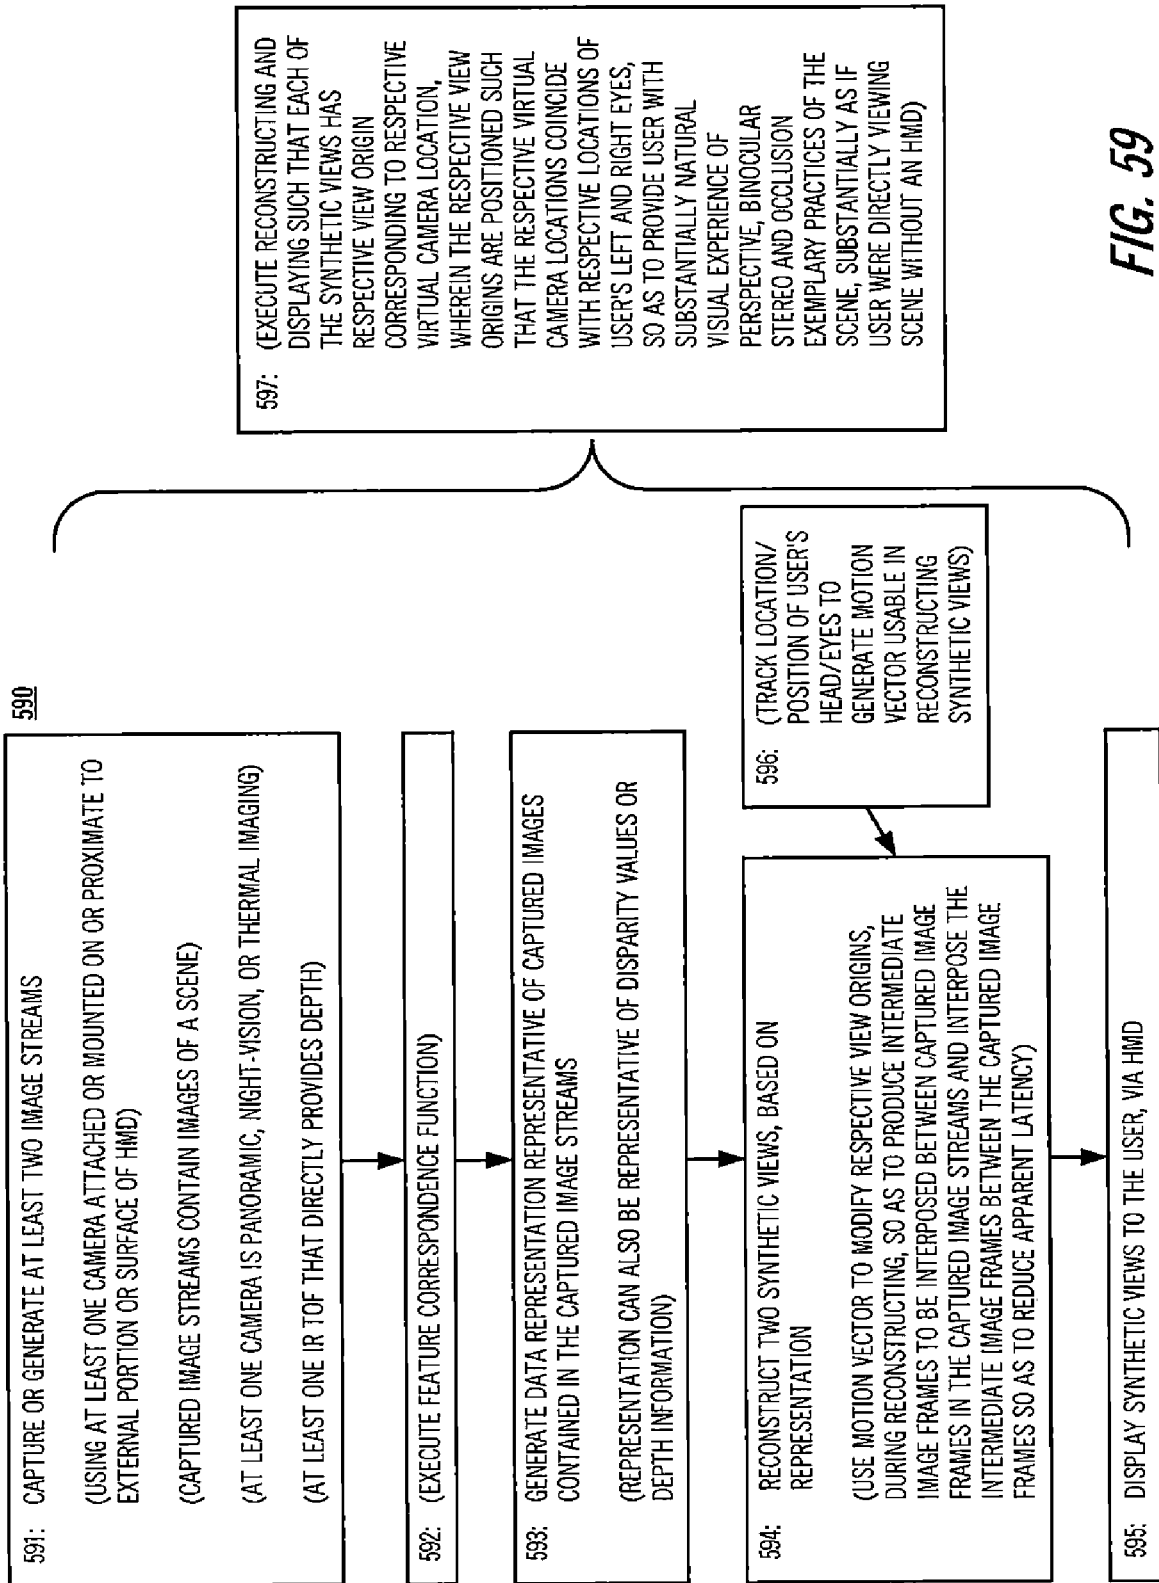 590
591: CAPTURE OR GENERATE AT LEAST TWO IMAGE STREAMS
(USING AT LEAST ONE CAMERA ATTACHED OR MOUNTED ON OR PROXIMATE TO
EXTERNAL PORTION OR SURFACE OF HMD)
(CAPTURED IMAGE STREAMS CONTAIN IMAGES OF A SCENE)
(AT LEAST ONE CAMERA IS PANORAMIC, NIGHT-VISION, OR THERMAL IMAGING)
(AT LEAST ONE IR TOF THAT DIRECTLY PROVIDES DEPTH)
592: (EXECUTE FEATURE CORRESPONDENCE FUNCTION)
593: GENERATE DATA REPRESENTATION REPRESENTATIVE OF CAPTURED IMAGES
CONTAINED IN THE CAPTURED IMAGE STREAMS
(REPRESENTATION CAN ALSO BE REPRESENTATIVE OF DISPARITY VALUES OR
DEPTH INFORMATION)
594: RECONSTRUCT TWO SYNTHETIC VIEWS, BASED ON
REPRESENTATION
(USE MOTION VECTOR TO MODIFY RESPECTIVE VIEW ORIGINS,
DURING RECONSTRUCTING, SO AS TO PRODUCE INTERMEDIATE
IMAGE FRAMES TO BE INTERPOSED BETWEEN CAPTURED IMAGE
FRAMES IN THE CAPTURED IMAGE STREAMS AND INTERPOSE THE
INTERMEDIATE IMAGE FRAMES BETWEEN THE CAPTURED IMAGE
FRAMES SO AS TO REDUCE APPARENT LATENCY)
596: (TRACK LOCATION/
POSITION OF USER'S
HEAD/EYES TO
GENERATE MOTION
VECTOR USABLE IN
RECONSTRUCTING
SYNTHETIC VIEWS)
595: DISPLAY SYNTHETIC VIEWS TO THE USER, VIA HMD
597: (EXECUTE RECONSTRUCTING AND
DISPLAYING SUCH THAT EACH OF
THE SYNTHETIC VIEWS HAS
RESPECTIVE VIEW ORIGIN
CORRESPONDING TO RESPECTIVE
VIRTUAL CAMERA LOCATION,
WHEREIN THE RESPECTIVE VIEW
ORIGINS ARE POSITIONED SUCH
THAT THE RESPECTIVE VIRTUAL
CAMERA LOCATIONS COINCIDE
WITH RESPECTIVE LOCATIONS OF
USER'S LEFT AND RIGHT EYES,
SO AS TO PROVIDE USER WITH
SUBSTANTIALLY NATURAL
VISUAL EXPERIENCE OF
PERSPECTIVE, BINOCULAR
STEREO AND OCCLUSION
EXEMPLARY PRACTICES OF THE
SCENE, SUBSTANTIALLY AS IF
USER WERE DIRECTLY VIEWING
SCENE WITHOUT AN HMD)
FIG. 59